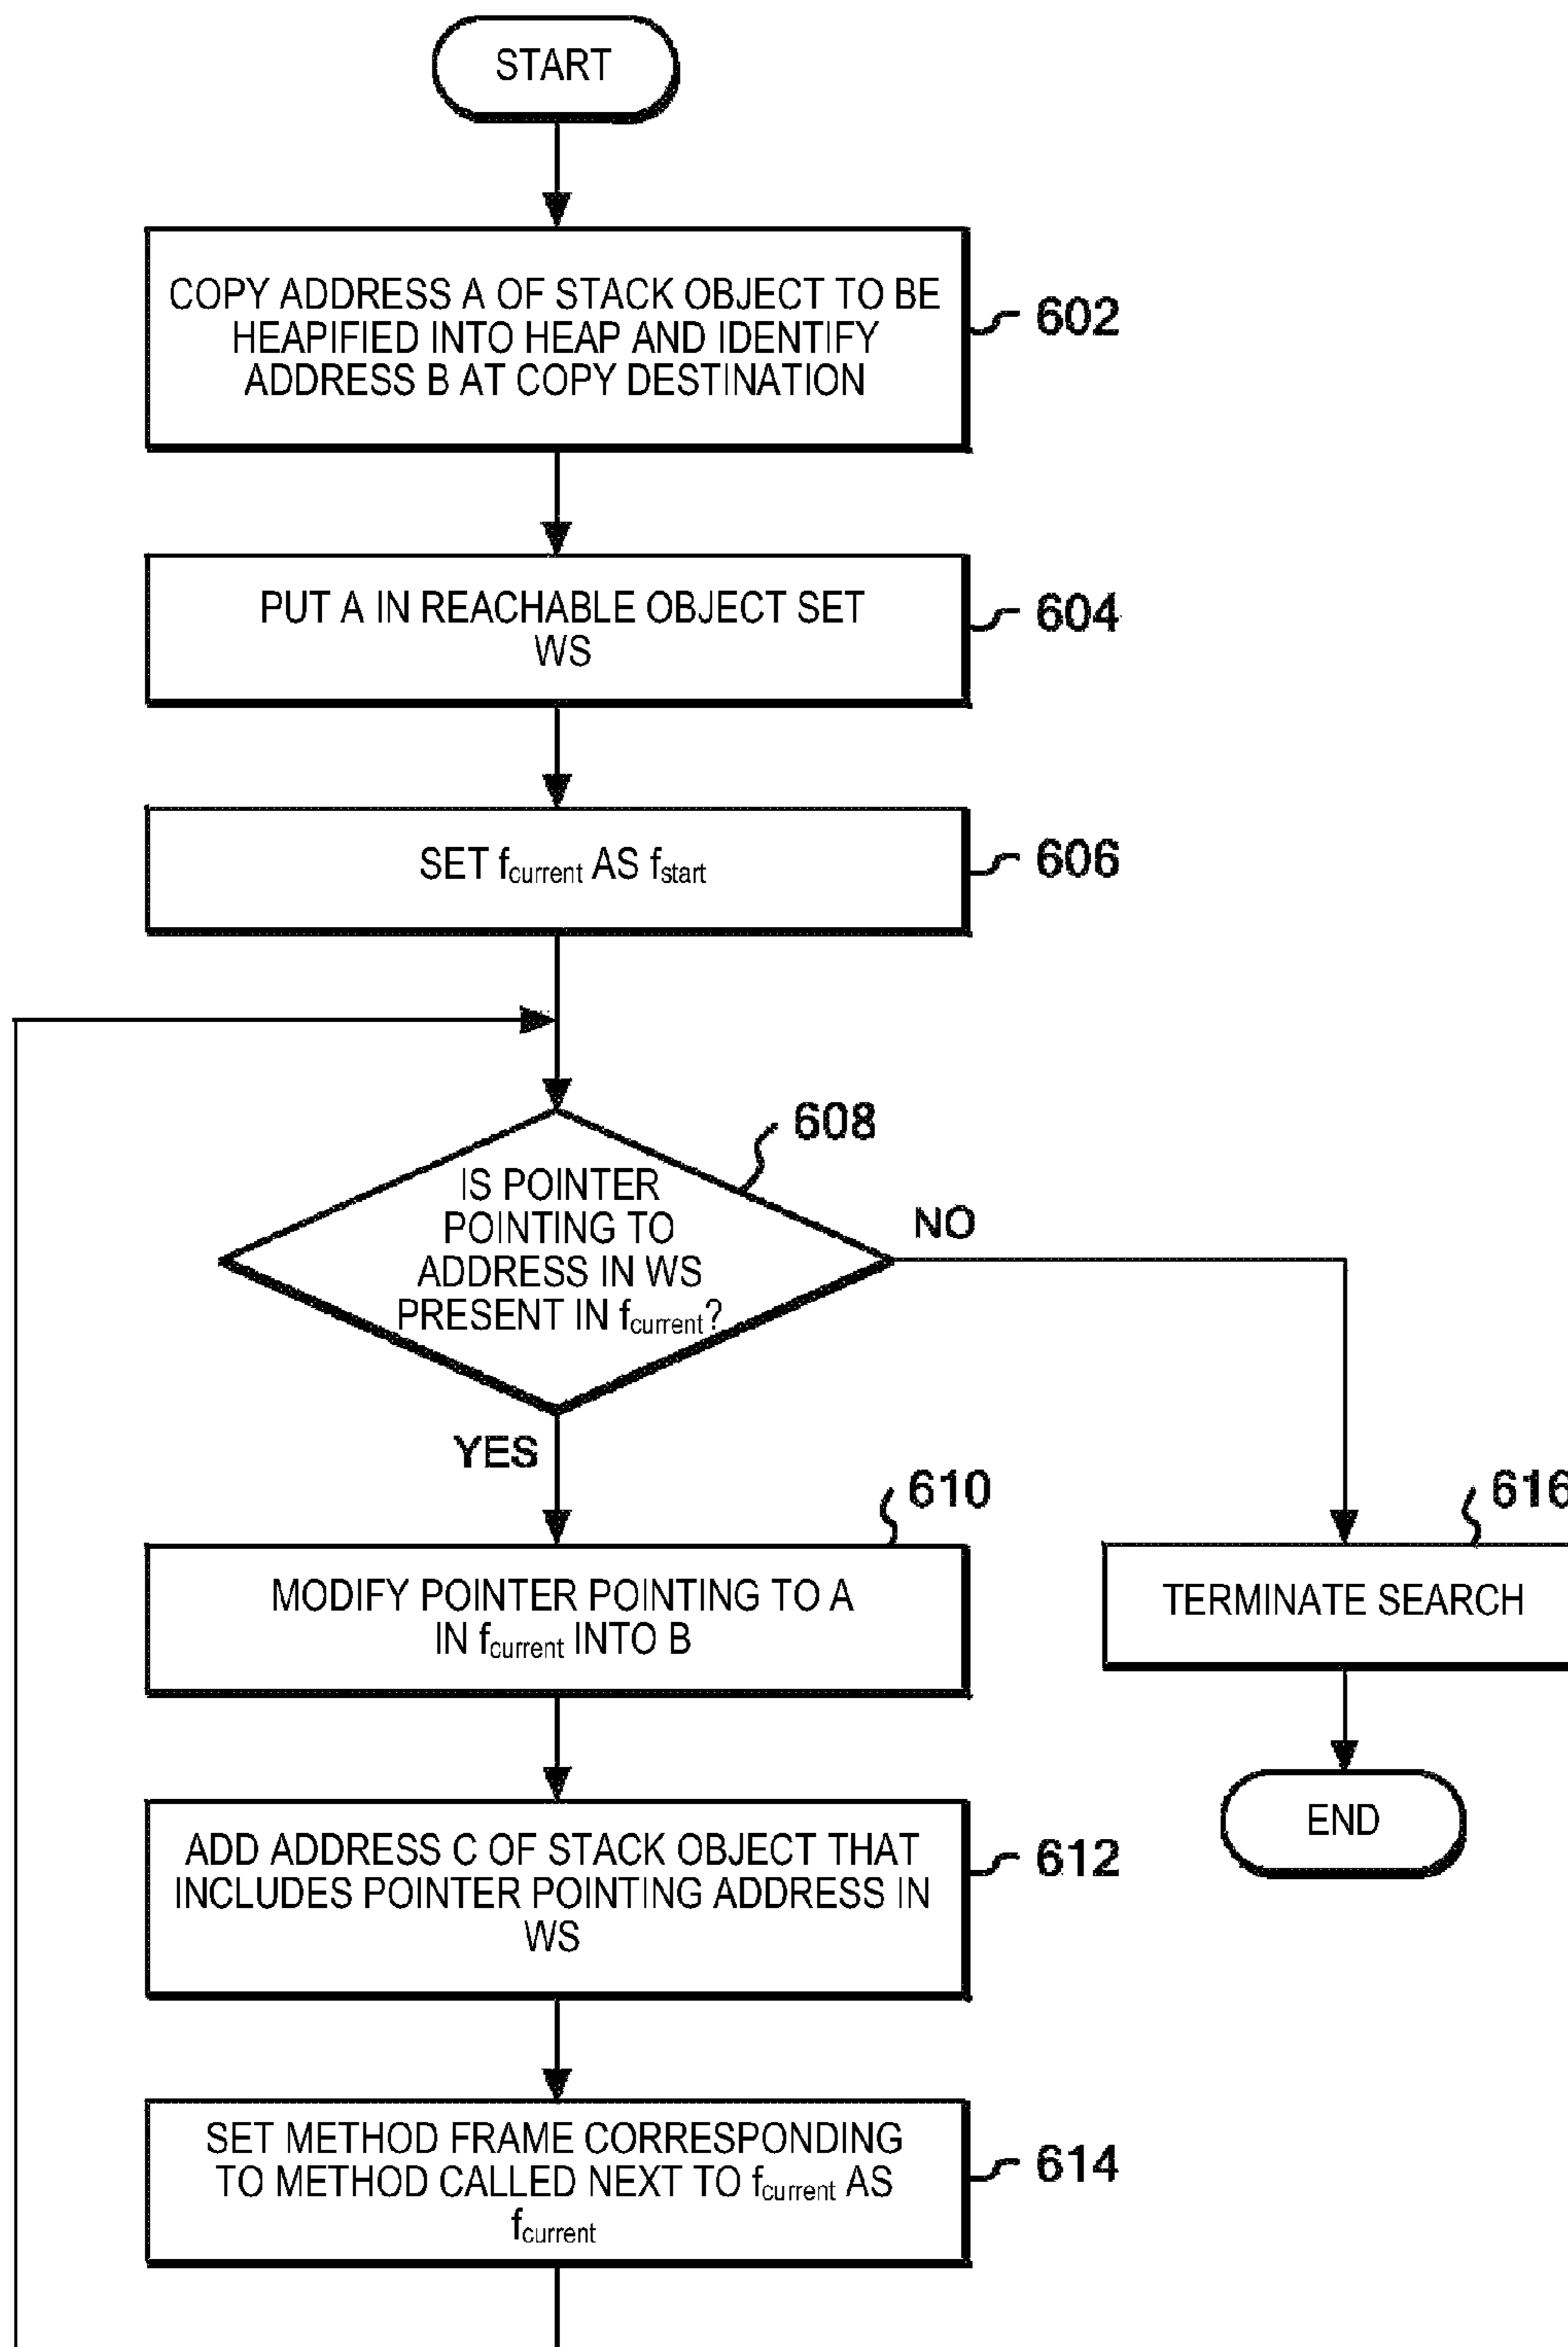 START
COPY ADDRESS A OF STACK OBJECT TO BE
HEAPIFIED INTO HEAP AND IDENTIFY
ADDRESS B AT COPY DESTINATION
602
PUT A IN REACHABLE OBJECT SET
WS
604
SET fcurrent AS fstart
606
608
IS POINTER
POINTING TO
ADDRESS IN WS
PRESENT IN fcurrent?
NO
YES
610
MODIFY POINTER POINTING TO A
IN fcurrent INTO B
616
TERMINATE SEARCH
ADD ADDRESS C OF STACK OBJECT THAT
INCLUDES POINTER POINTING ADDRESS IN
WS
612
END
SET METHOD FRAME CORRESPONDING
TO METHOD CALLED NEXT TO fcurrent AS
fcurrent
614